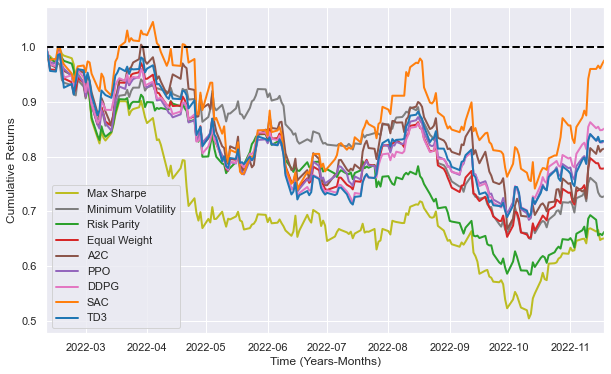 Cumulative Returns
1.0
0.9
0.8
0.7
0.6
0.5
Max Sharpe
Minimum Volatility
Risk Parity
Equal Weight
A2C
PPO
DDPG
SAC
TD3
2022-03
2022-04
2022-05
2022-06
2022-07
2022-08
2022-09
2022-10
2022-11
Time (Years-Months)